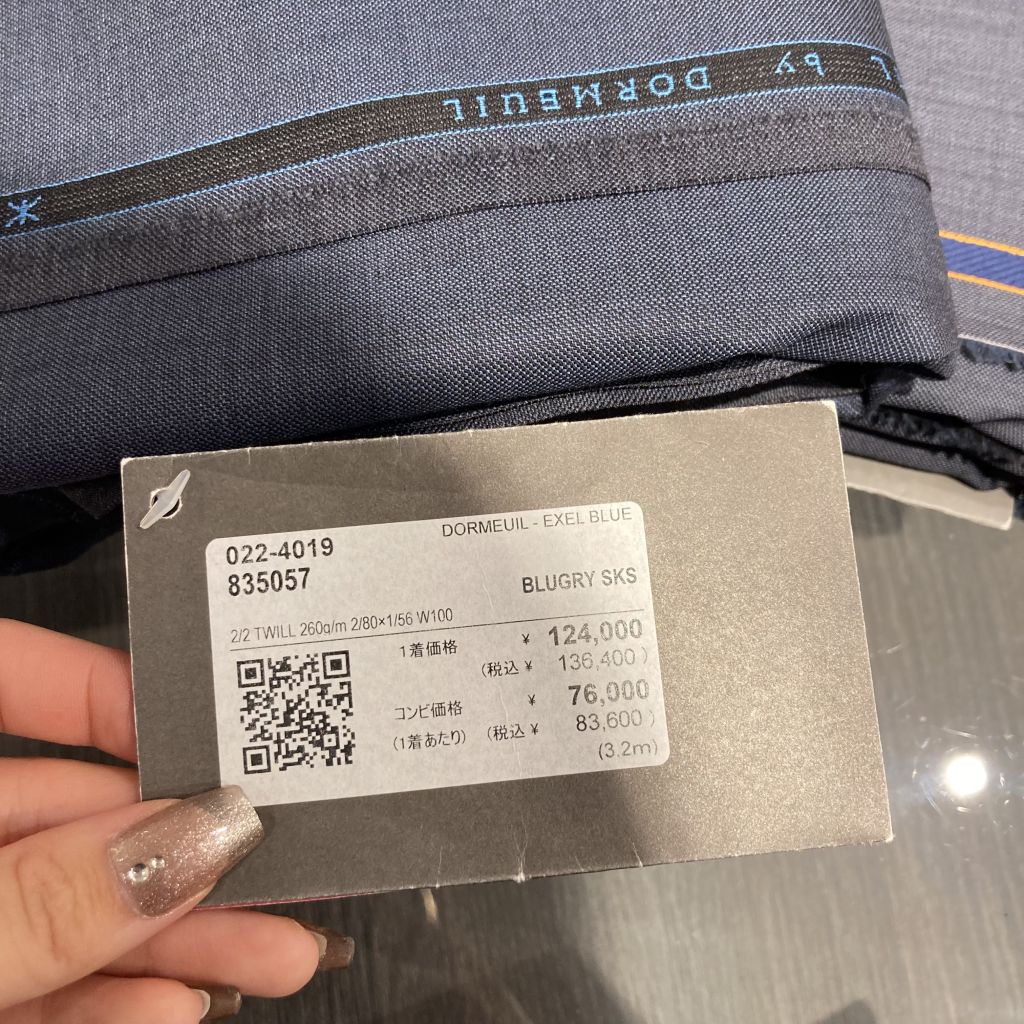 L by DORMEUIL
DORMEUIL - EXEL BLUE
022-4019
835057
BLUGRY SKS
2/2 TWILL 260g/m 2/80×1/56 W100
1着価格 ¥ 124,000
(税込 ¥ 136,400 )
コンビ価格 ¥ 76,000
(1着あたり) (税込 ¥ 83,600 )
(3.2m)